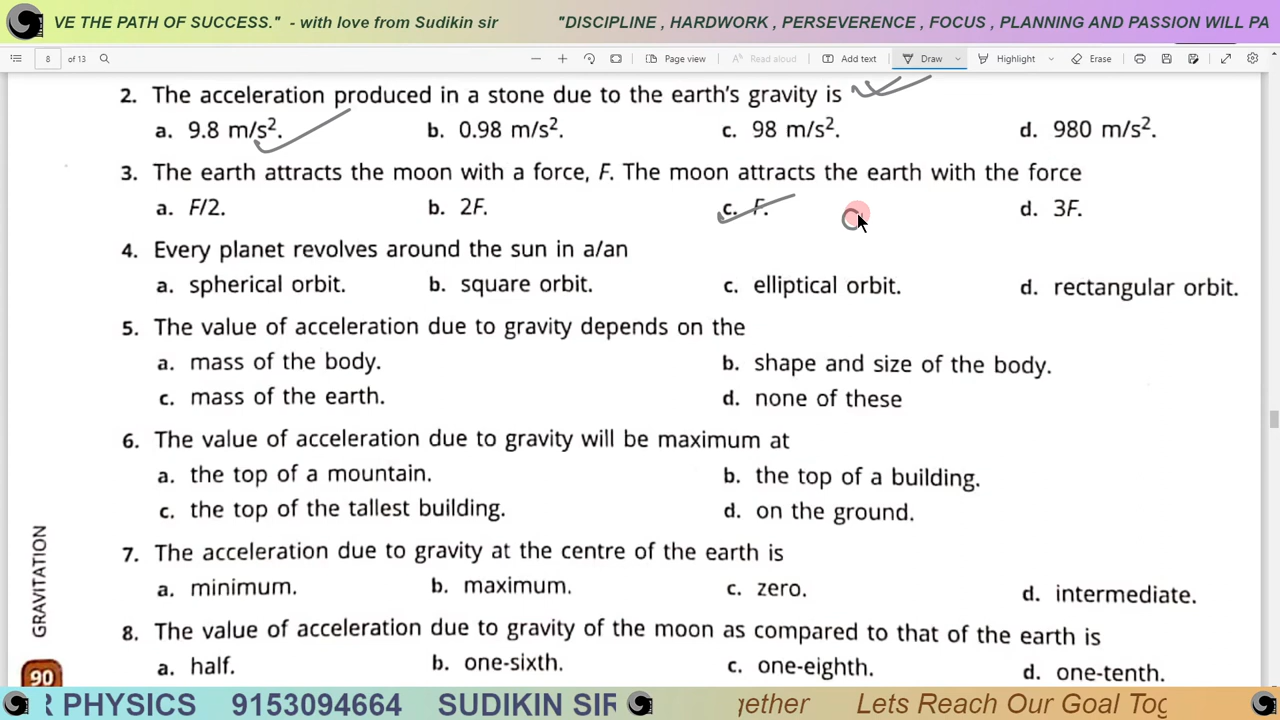 VE THE PATH OF SUCCESS." - with love from Sudikin sir "DISCIPLINE , HARDWORK , PERSEVERENCE , FOCUS , PLANNING AND PASSION WILL PA
8 of 13 Page view Read aloud Add text Draw Highlight Erase
2. The acceleration produced in a stone due to the earth's gravity is
a. 9.8 m/s². b. 0.98 m/s². c. 98 m/s². d. 980 m/s².
3. The earth attracts the moon with a force, F. The moon attracts the earth with the force
a. F/2. b. 2F. c. F. d. 3F.
4. Every planet revolves around the sun in a/an
a. spherical orbit. b. square orbit. c. elliptical orbit. d. rectangular orbit.
5. The value of acceleration due to gravity depends on the
a. mass of the body. b. shape and size of the body.
c. mass of the earth. d. none of these
6. The value of acceleration due to gravity will be maximum at
a. the top of a mountain. b. the top of a building.
c. the top of the tallest building. d. on the ground.
7. The acceleration due to gravity at the centre of the earth is
a. minimum. b. maximum. c. zero. d. intermediate.
8. The value of acceleration due to gravity of the moon as compared to that of the earth is
a. half. b. one-sixth. c. one-eighth. d. one-tenth.
GRAVITATION
90
R PHYSICS 9153094664 SUDIKIN SIR gether Lets Reach Our Goal Tog